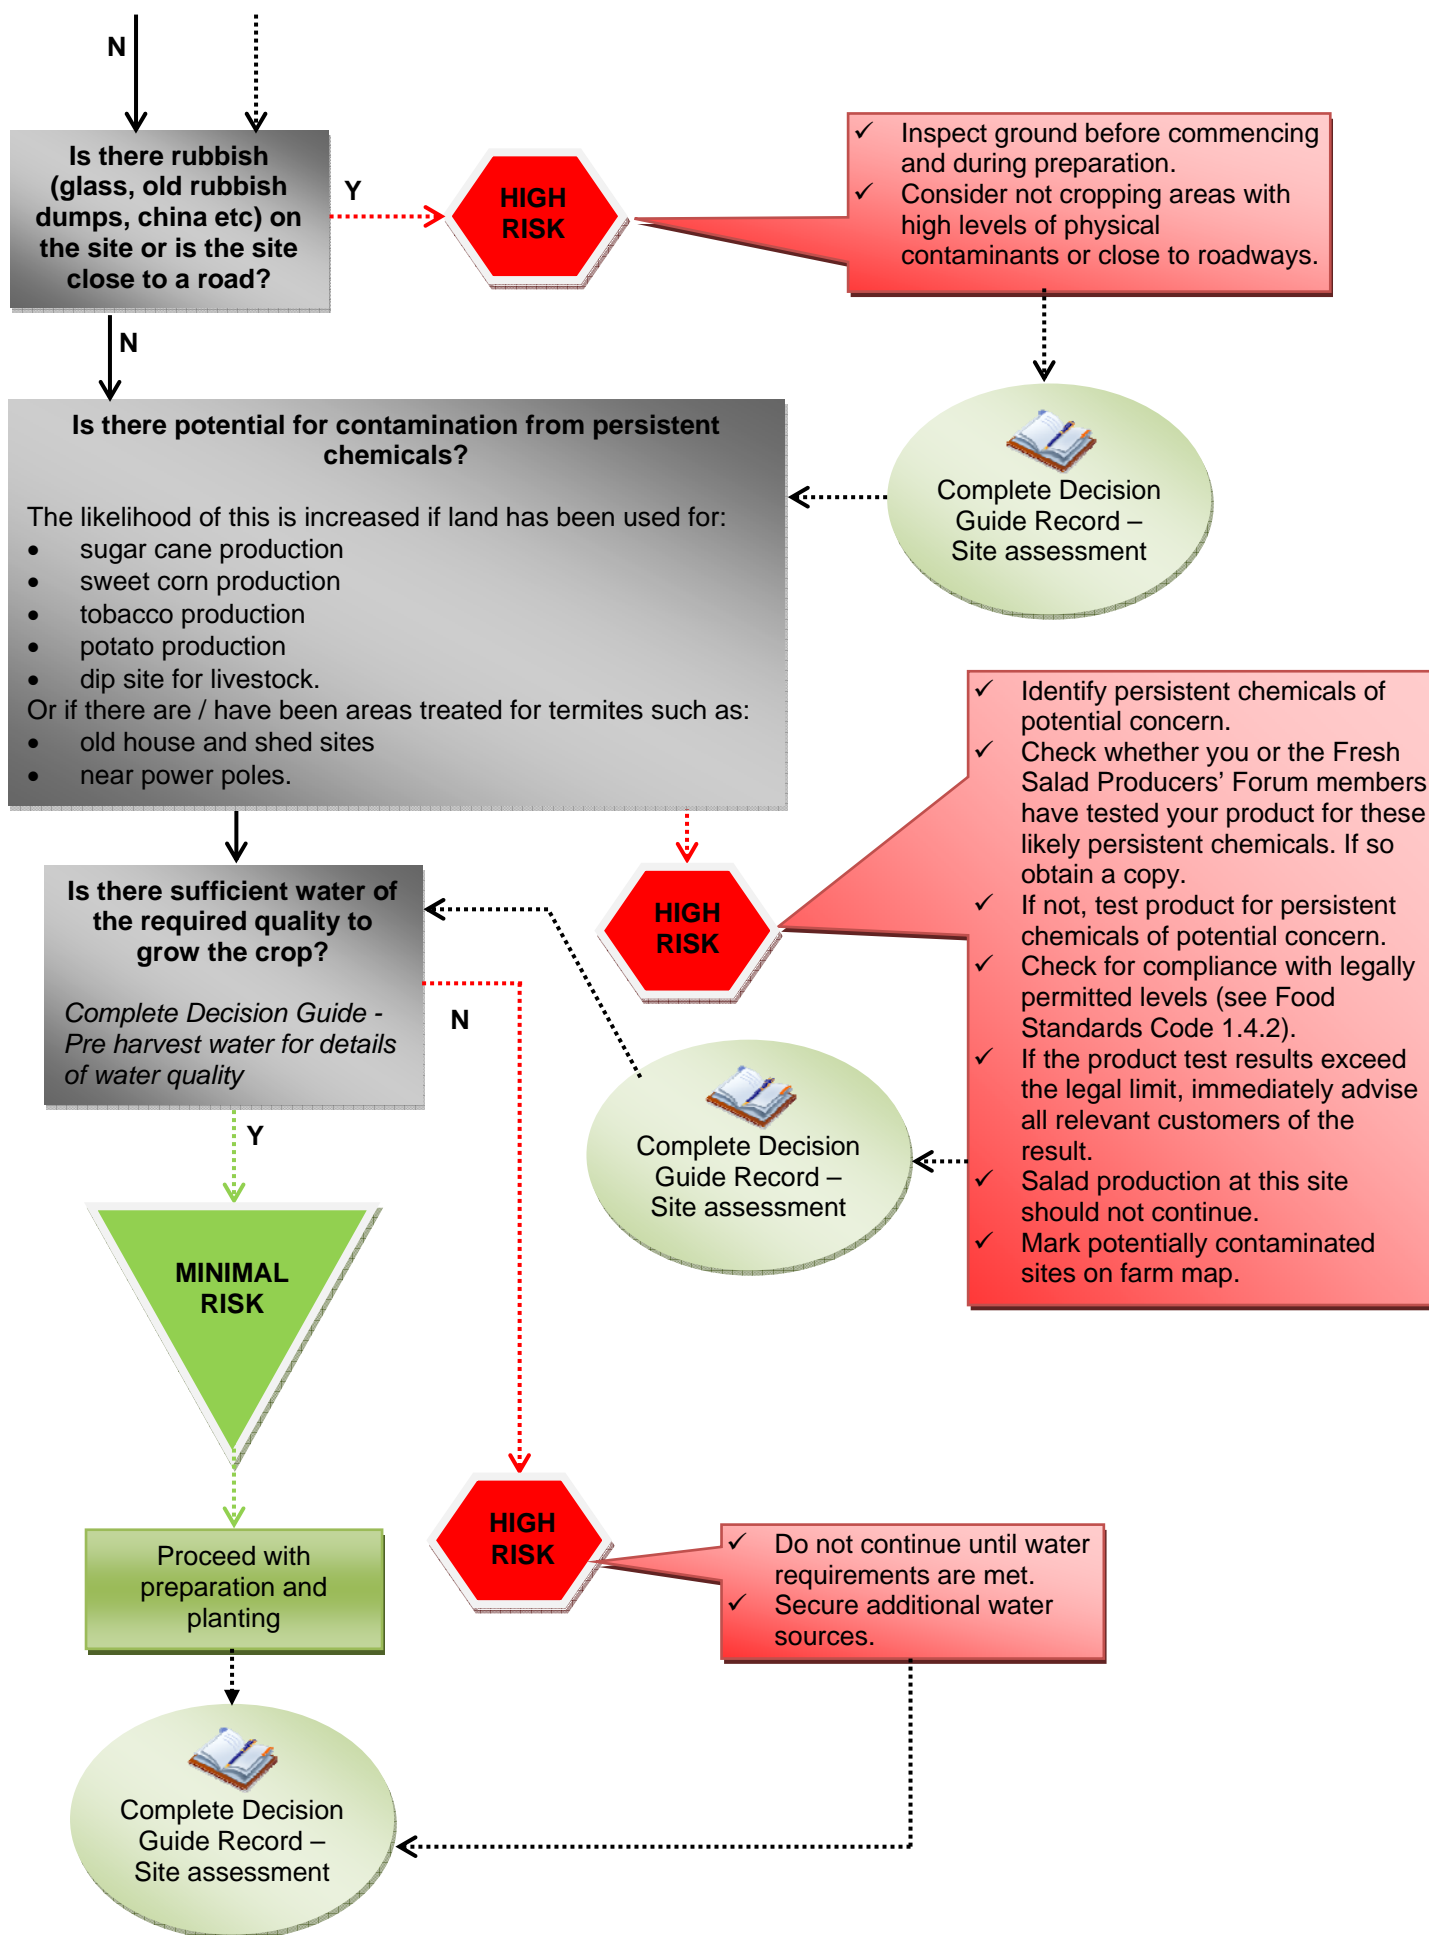 N
Is there rubbish
(glass, old rubbish
dumps, china etc) on
the site or is the site
close to a road?
Y
HIGH
RISK
✓ Inspect ground before commencing
and during preparation.
✓ Consider not cropping areas with
high levels of physical
contaminants or close to roadways.
N
Complete Decision
Guide Record –
Site assessment
Is there potential for contamination from persistent
chemicals?
The likelihood of this is increased if land has been used for:
• sugar cane production
• sweet corn production
• tobacco production
• potato production
• dip site for livestock.
Or if there are / have been areas treated for termites such as:
• old house and shed sites
• near power poles.
HIGH
RISK
✓ Identify persistent chemicals of
potential concern.
✓ Check whether you or the Fresh
Salad Producers’ Forum members
have tested your product for these
likely persistent chemicals. If so
obtain a copy.
✓ If not, test product for persistent
chemicals of potential concern.
✓ Check for compliance with legally
permitted levels (see Food
Standards Code 1.4.2).
✓ If the product test results exceed
the legal limit, immediately advise
all relevant customers of the
result.
✓ Salad production at this site
should not continue.
✓ Mark potentially contaminated
sites on farm map.
Complete Decision
Guide Record –
Site assessment
Is there sufficient water of
the required quality to
grow the crop?
Complete Decision Guide -
Pre harvest water for details
of water quality
N
Y
MINIMAL
RISK
HIGH
RISK
✓ Do not continue until water
requirements are met.
✓ Secure additional water
sources.
Proceed with
preparation and
planting
Complete Decision
Guide Record –
Site assessment